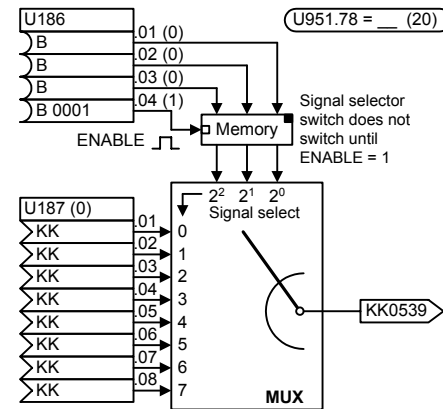 U186
U951.78 = __ (20)
B .01 (0)
B .02 (0)
B .03 (0)
B 0001 .04 (1)
ENABLE
Memory
Signal selector
switch does not
switch until
ENABLE = 1
2² 2¹ 2⁰
Signal select
U187 (0)
KK .01 0
KK .02 1
KK .03 2
KK .04 3
KK .05 4
KK .06 5
KK .07 6
KK .08 7
KK0539
MUX